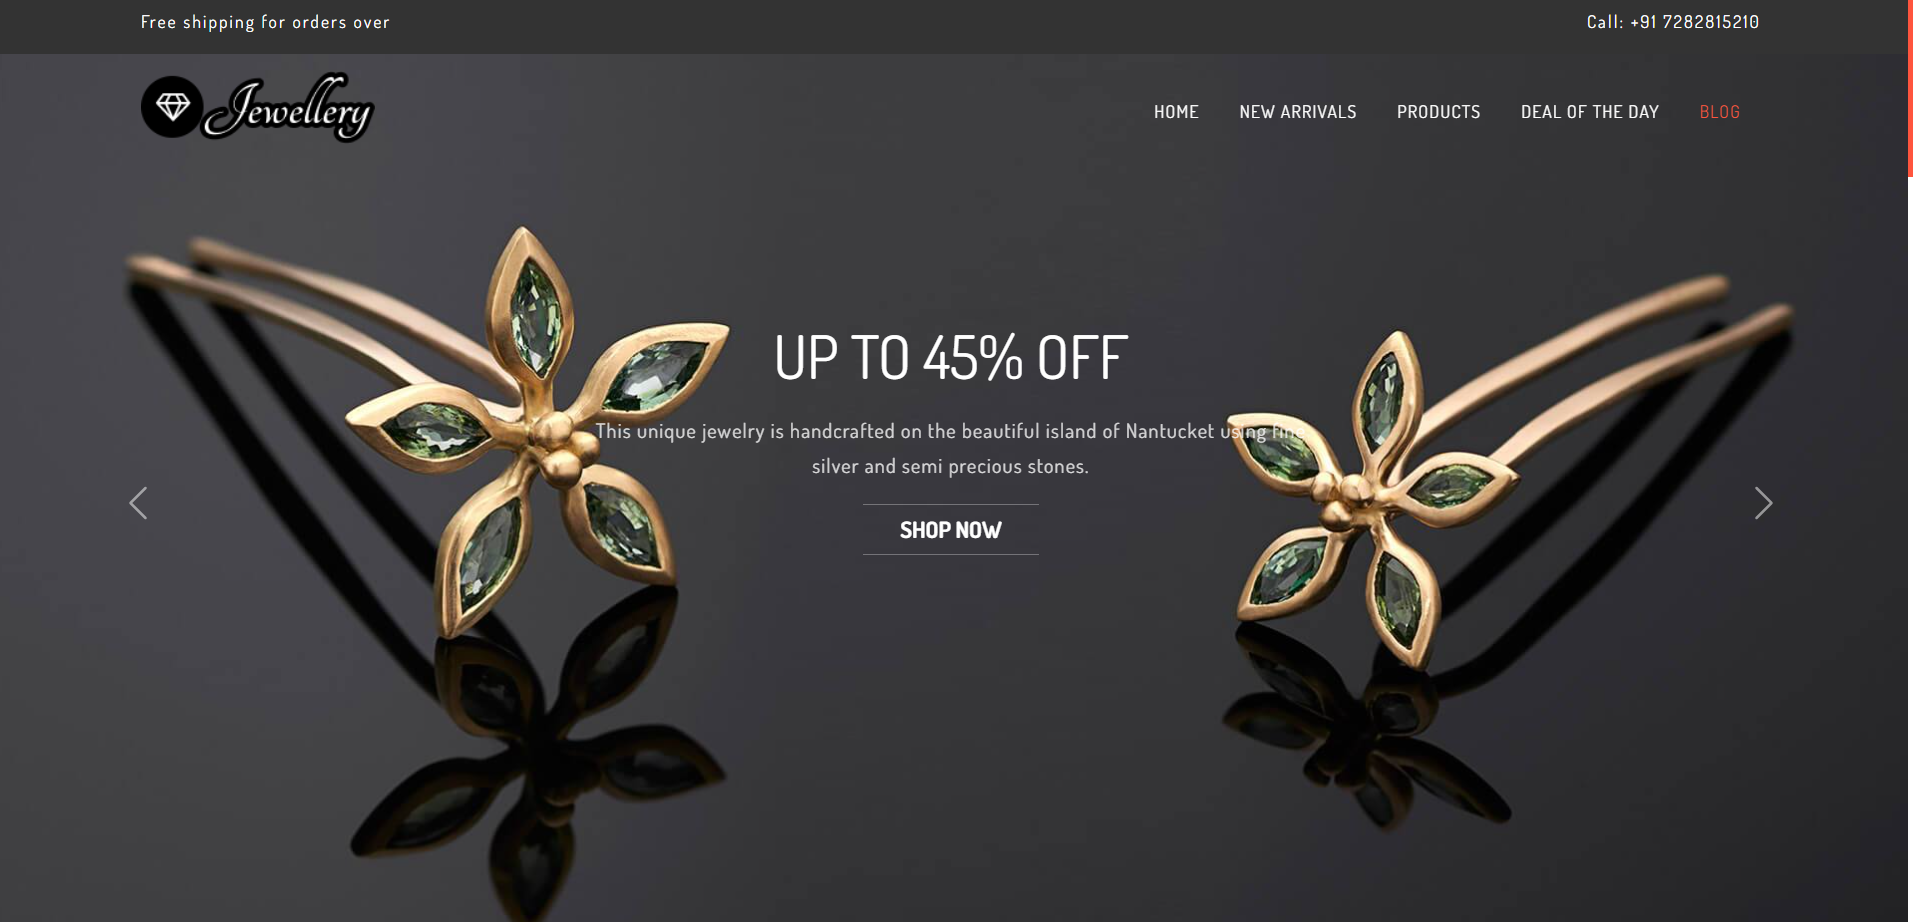 Free shipping for orders over
Call: +91 7282815210
Jewellery
HOME NEW ARRIVALS PRODUCTS DEAL OF THE DAY BLOG
UP TO 45% OFF
This unique jewelry is handcrafted on the beautiful island of Nantucket using fine
silver and semi precious stones.
SHOP NOW